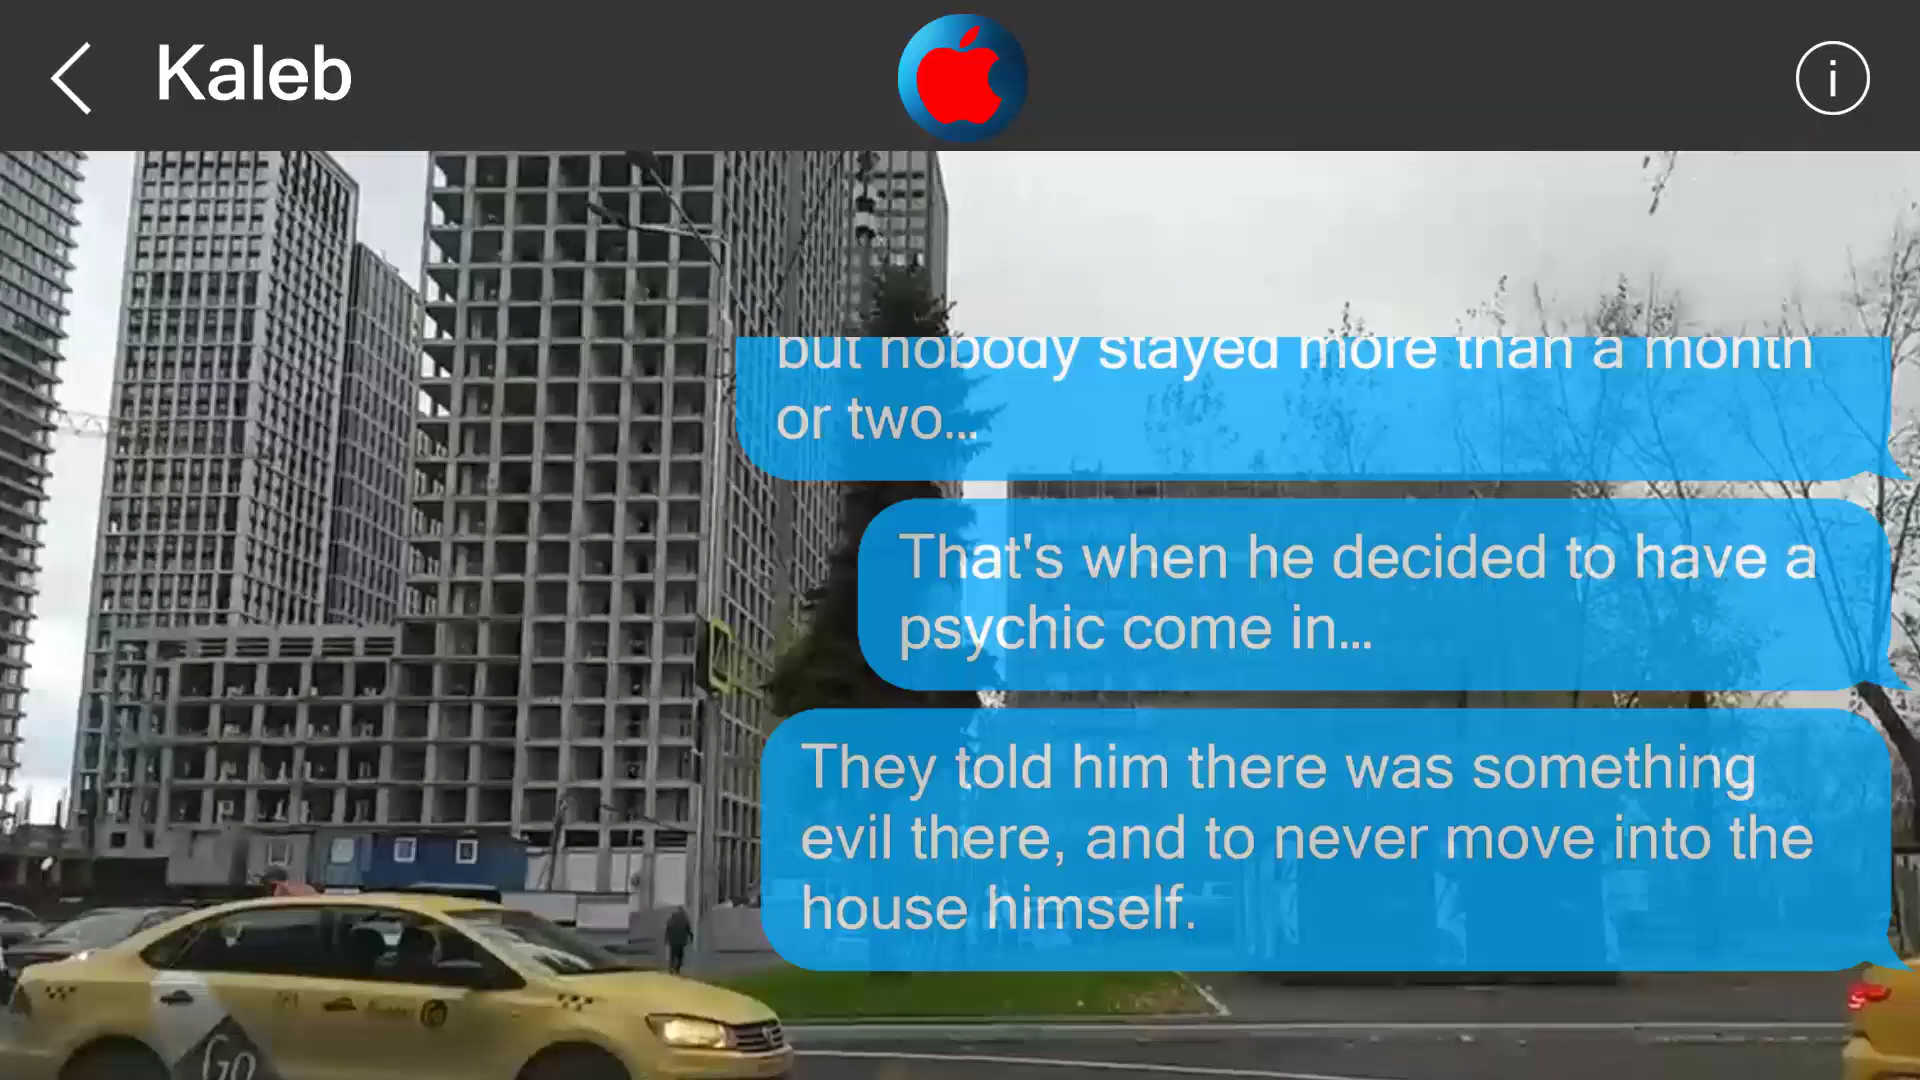 Kaleb
i
but nobody stayed more than a month
or two...
That's when he decided to have a
psychic come in...
They told him there was something
evil there, and to never move into the
house himself.
GO